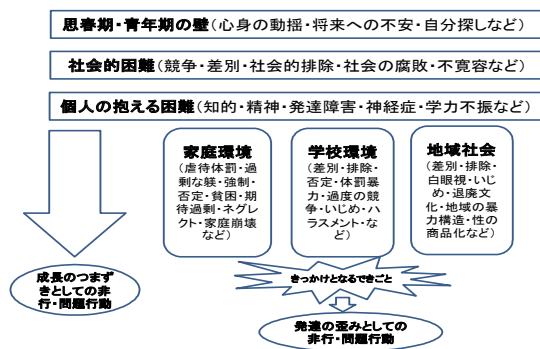 思春期・青年期の壁(心身の動揺・将来への不安・自分探しなど)
社会的困難(競争・差別・社会的排除・社会の腐敗・不寛容など)
個人の抱える困難(知的・精神・発達障害・神経症・学力不振など)
家庭環境
(虐待体罰・過
剰な躾・強制・
否定・貧困・期
待過剰・ネグレ
クト・家庭崩壊
など)
学校環境
(差別・排除・
否定・体罰暴
力・過度の競
争・いじめ・ハ
ラスメント・な
ど)
地域社会
(差別・排除・
白眼視・いじ
め・退廃文
化・地域の暴
力構造・性の
商品化など)
きっかけとなるできごと
成長のつまず
きとしての非
行・問題行動
発達の歪みとしての
非行・問題行動